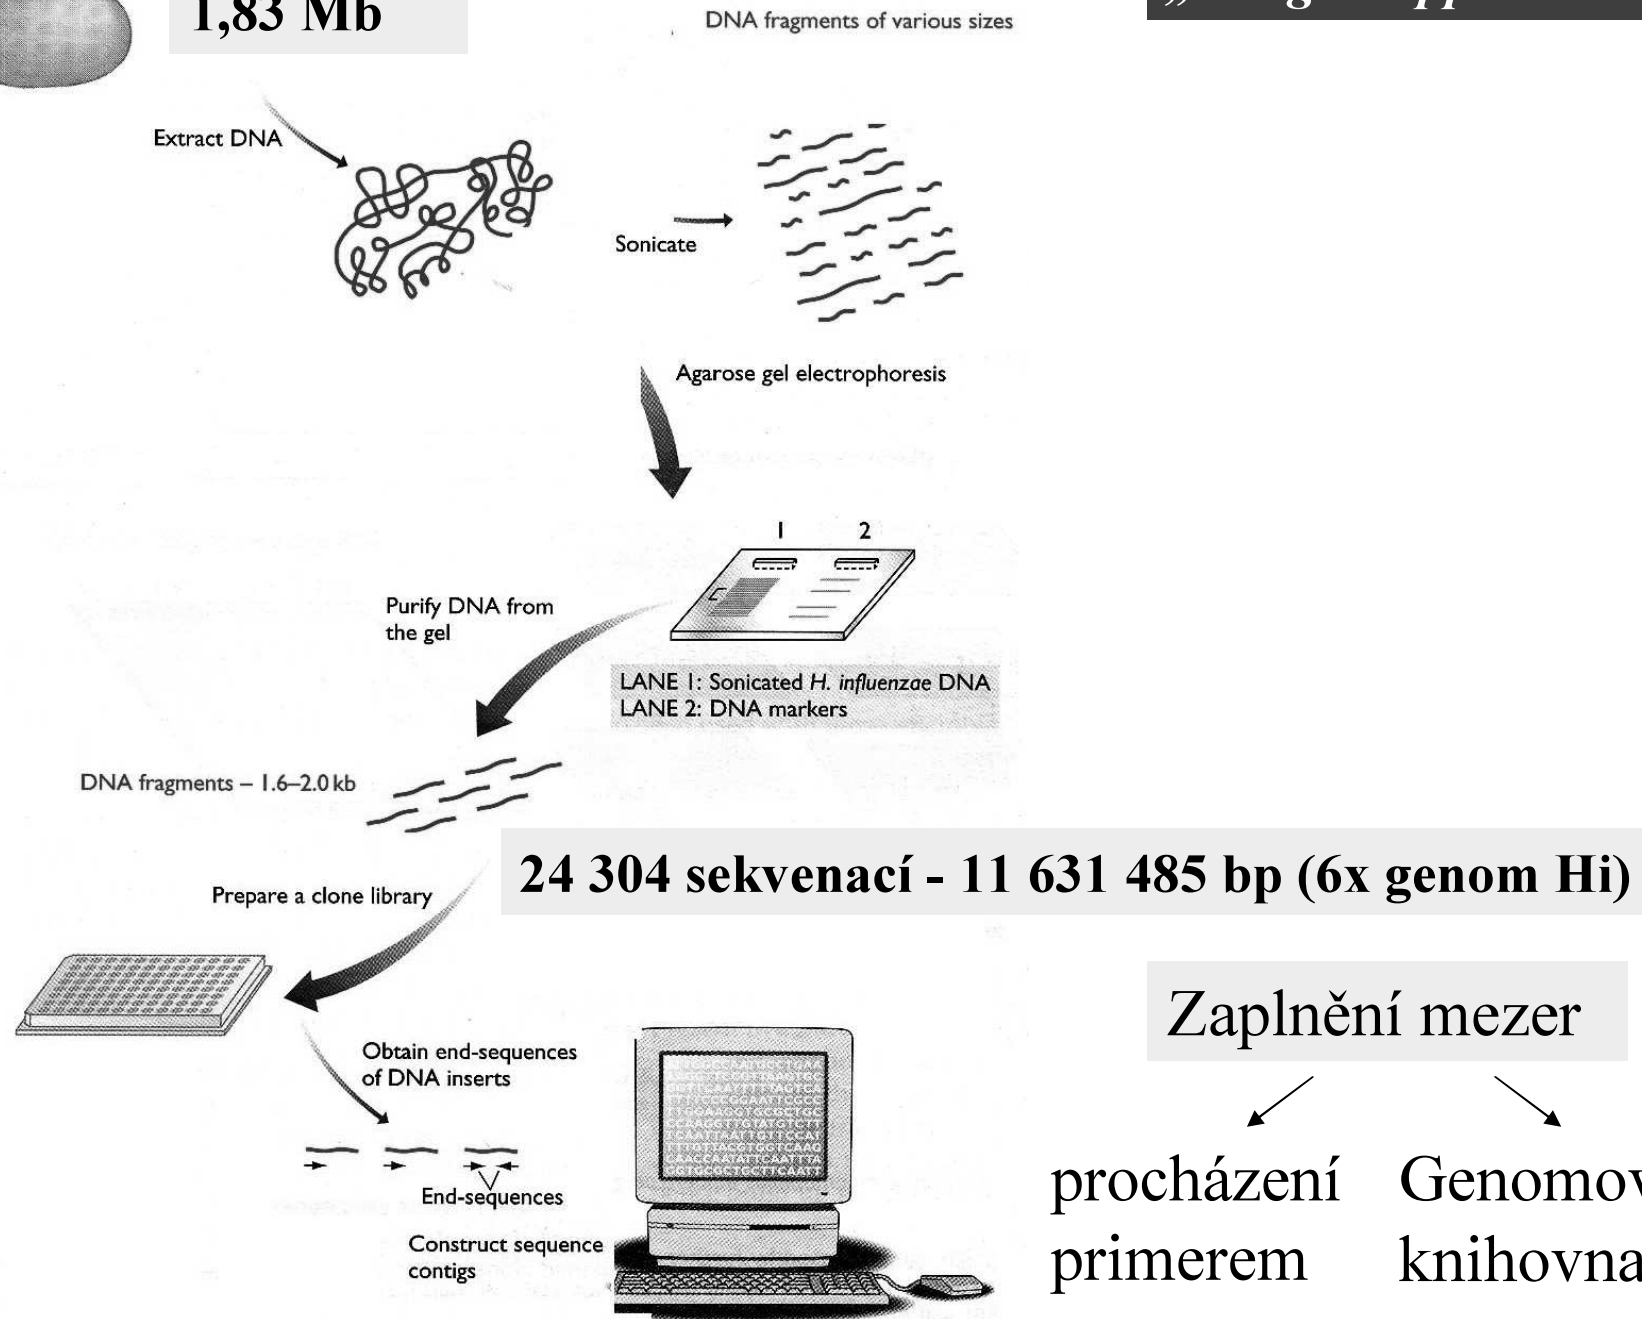 1,83 Mb
DNA fragments of various sizes
Extract DNA
Sonicate
Agarose gel electrophoresis
1 2
Purify DNA from
the gel
LANE 1: Sonicated H. influenzae DNA
LANE 2: DNA markers
DNA fragments – 1.6–2.0 kb
24 304 sekvenací - 11 631 485 bp (6x genom Hi)
Prepare a clone library
Zaplnění mezer
Obtain end-sequences
of DNA inserts
End-sequences
Construct sequence
contigs
procházení
primerem
knihovna